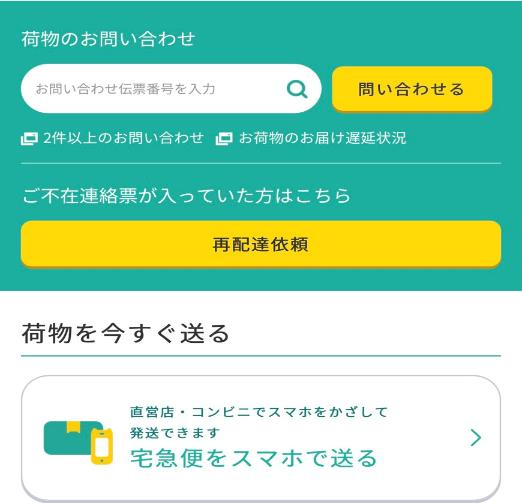 荷物のお問い合わせ
お問い合わせ伝票番号を入力
問い合わせる
2件以上のお問い合わせ お荷物のお届け遅延状況
ご不在連絡票が入っていた方はこちら
再配達依頼
荷物を今すぐ送る
直営店・コンビニでスマホをかざして
発送できます
宅急便をスマホで送る